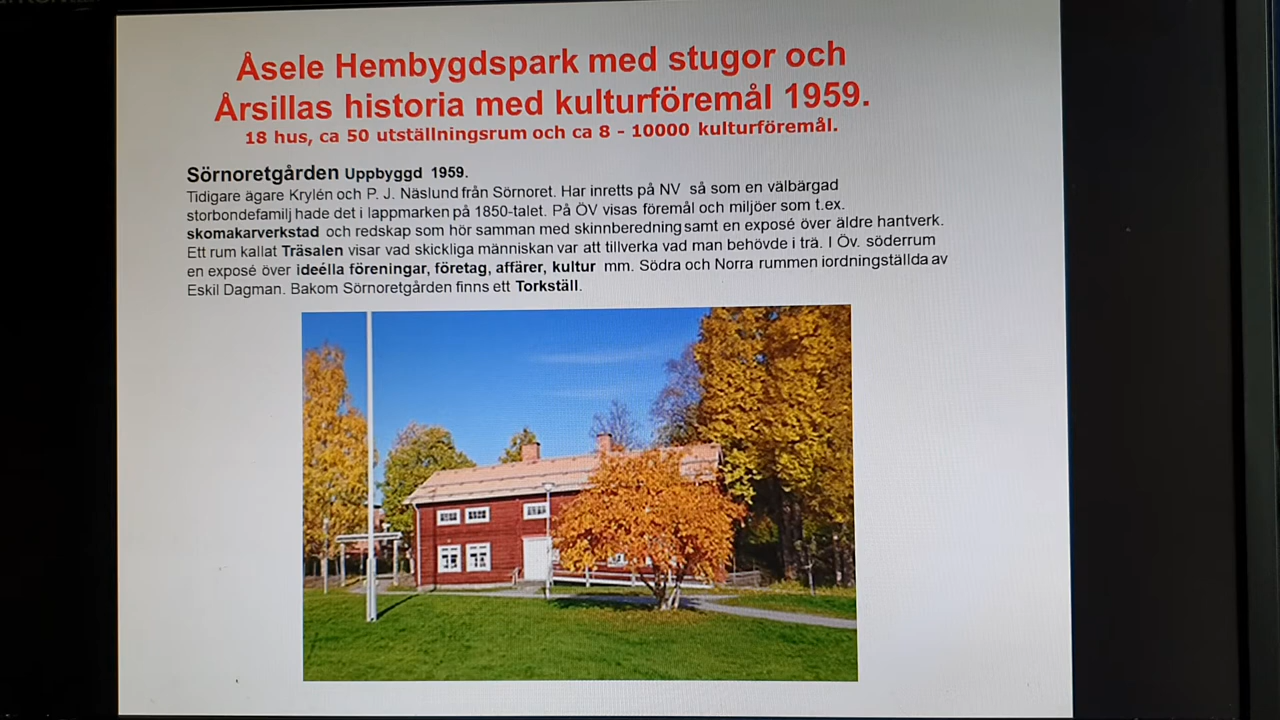 Åsele Hembygdspark med stugor och
Årsillas historia med kulturföremål 1959.
18 hus, ca 50 utställningsrum och ca 8 - 10000 kulturföremål.
Sörnoretgården Uppbyggd 1959.
Tidigare ägare Krylén och P. J. Näslund från Sörnoret. Har inretts på NV så som en välbärgad
storbondefamilj hade det i lappmarken på 1850-talet. På ÖV visas föremål och miljöer som t.ex.
skomakarverkstad och redskap som hör samman med skinnberedning samt en exposé över äldre hantverk.
Ett rum kallat Träsalen visar vad skickliga människan var att tillverka vad man behövde i trä. I Öv. söderrum
en exposé över ideélla föreningar, företag, affärer, kultur mm. Södra och Norra rummen iordningställda av
Eskil Dagman. Bakom Sörnoretgården finns ett Torkställ.